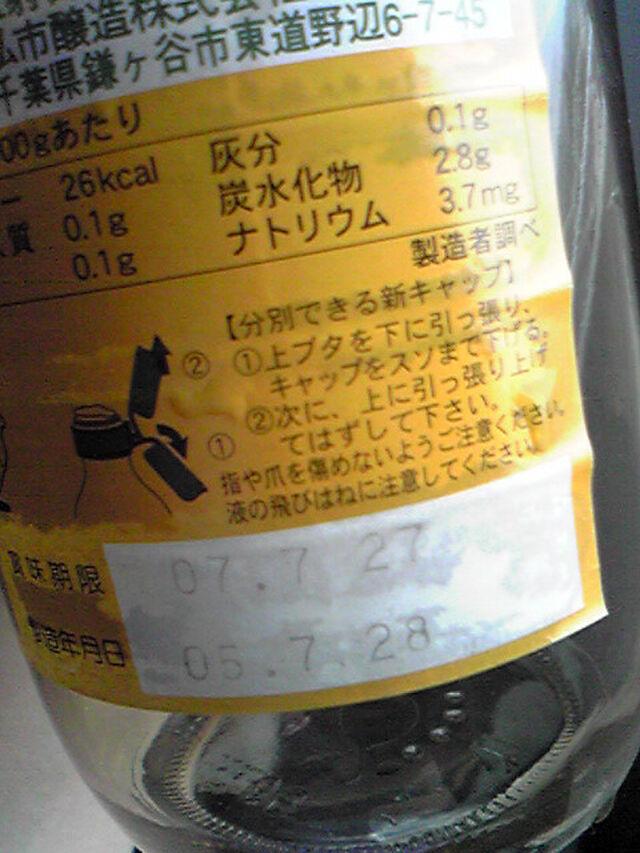 市醸造株式会
千葉県鎌ヶ谷市東道野辺6-7-45
00gあたり
ー 26kcal 灰分 0.1g
質 0.1g 炭水化物 2.8g
0.1g ナトリウム 3.7mg
製造者調べ
【分別できる新キャップ】
①上ブタを下に引っ張り、
キャップをスソまで下げる。
②次に、上に引っ張り上げ
てはずして下さい。
指や爪を傷めないようご注意ください。
液の飛びはねに注意してください。
②
①
賞味期限 07.7.27
製造年月日 05.7.28